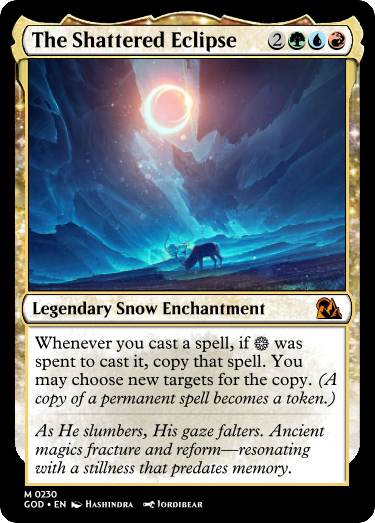 The Shattered Eclipse 2
Legendary Snow Enchantment
Whenever you cast a spell, if was
spent to cast it, copy that spell. You
may choose new targets for the copy. (A
copy of a permanent spell becomes a token.)
As He slumbers, His gaze falters. Ancient
magics fracture and reform—resonating
with a stillness that predates memory.
M 0230
GOD • EN Hashindra Jordibear